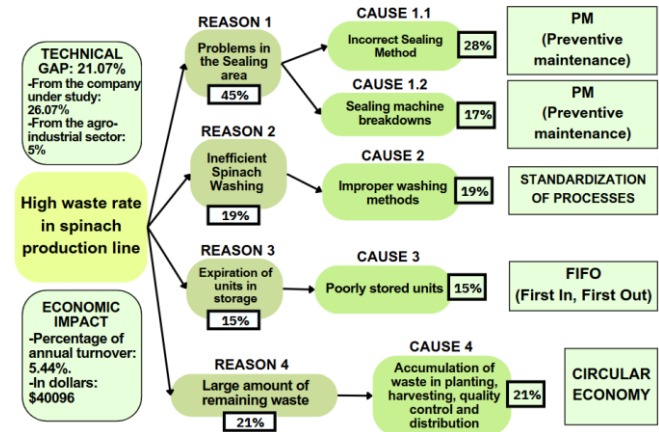 TECHNICAL
GAP: 21.07%
-From the company
under study:
26.07%
-From the agro-
industrial sector:
5%
High waste rate
in spinach
production line
ECONOMIC
IMPACT
-Percentage of
annual turnover:
5.44%.
-In dollars:
$40096
REASON 1
Problems in
the Sealing
area
45%
CAUSE 1.1
Incorrect Sealing
Method
28%
PM
(Preventive
maintenance)
CAUSE 1.2
Sealing machine
breakdowns
17%
PM
(Preventive
maintenance)
REASON 2
Inefficient
Spinach
Washing
19%
CAUSE 2
Improper washing
methods
19%
STANDARDIZATION
OF PROCESSES
REASON 3
Expiration of
units in
storage
15%
CAUSE 3
Poorly stored units
15%
FIFO
(First In, First Out)
REASON 4
Large amount of
remaining waste
21%
CAUSE 4
Accumulation of
waste in planting,
harvesting, quality
control and
distribution
21%
CIRCULAR
ECONOMY